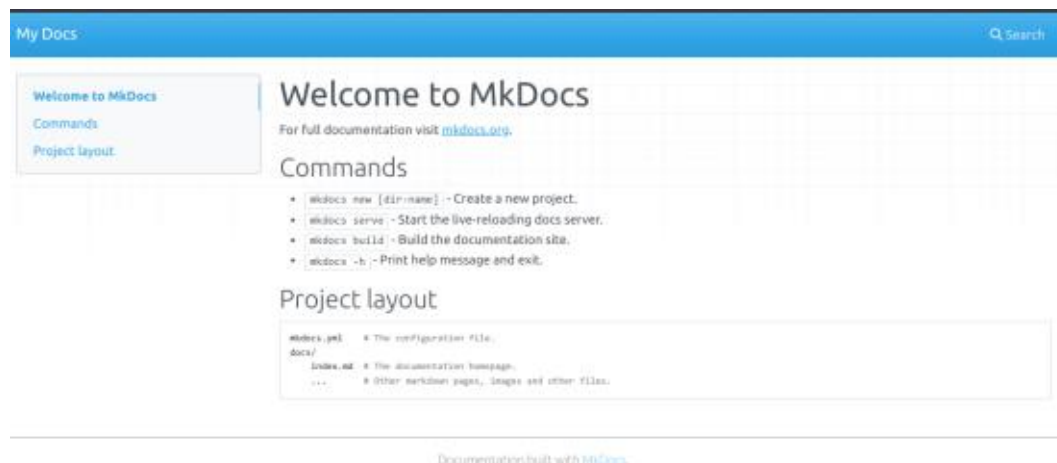 My Docs
Search
Welcome to MkDocs
Commands
Project layout
Welcome to MkDocs
For full documentation visit mkdocs.org.
Commands
mkdocs new [dir-name] - Create a new project.
mkdocs serve - Start the live-reloading docs server.
mkdocs build - Build the documentation site.
mkdocs -h - Print help message and exit.
Project layout
mkdocs.yml # The configuration file.
docs/
index.md # The documentation homepage.
... # Other markdown pages, images and other files.
Documentation built with MkDocs.